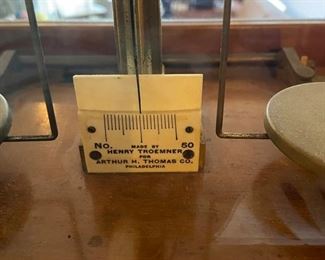 No. MADE BY 50
HENRY TROEMNER
FOR
ARTHUR H. THOMAS CO.
PHILADELPHIA